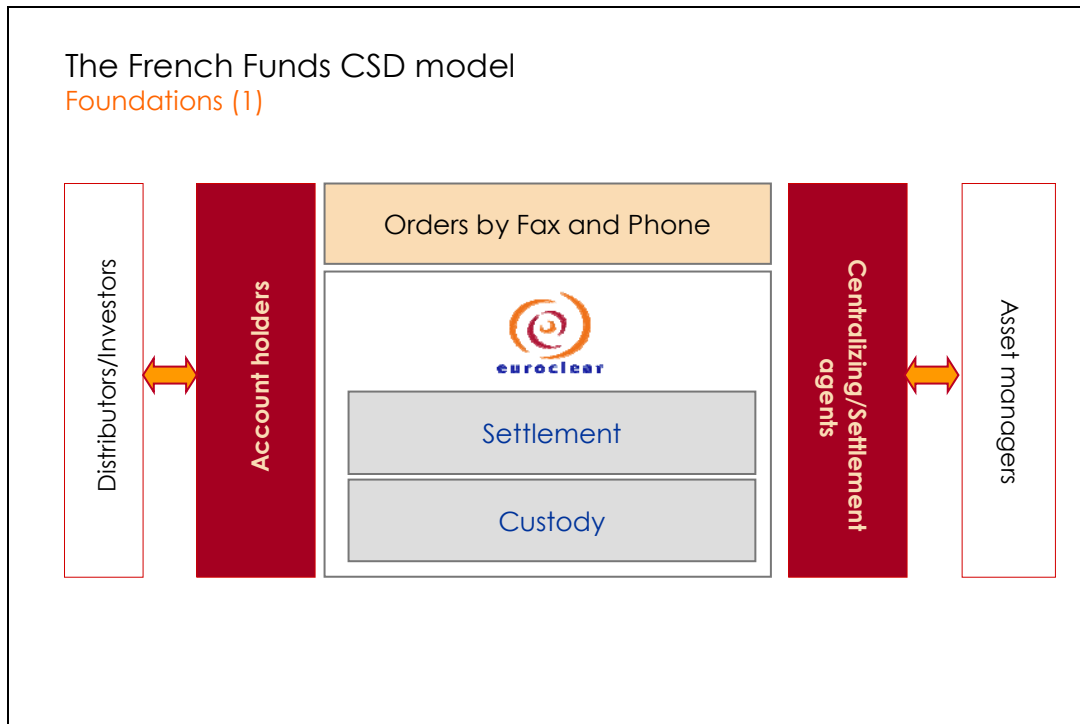 The French Funds CSD model
Foundations (1)
Distributors/Investors
Account holders
Orders by Fax and Phone
euroclear
Settlement
Custody
Centralizing/Settlement
agents
Asset managers